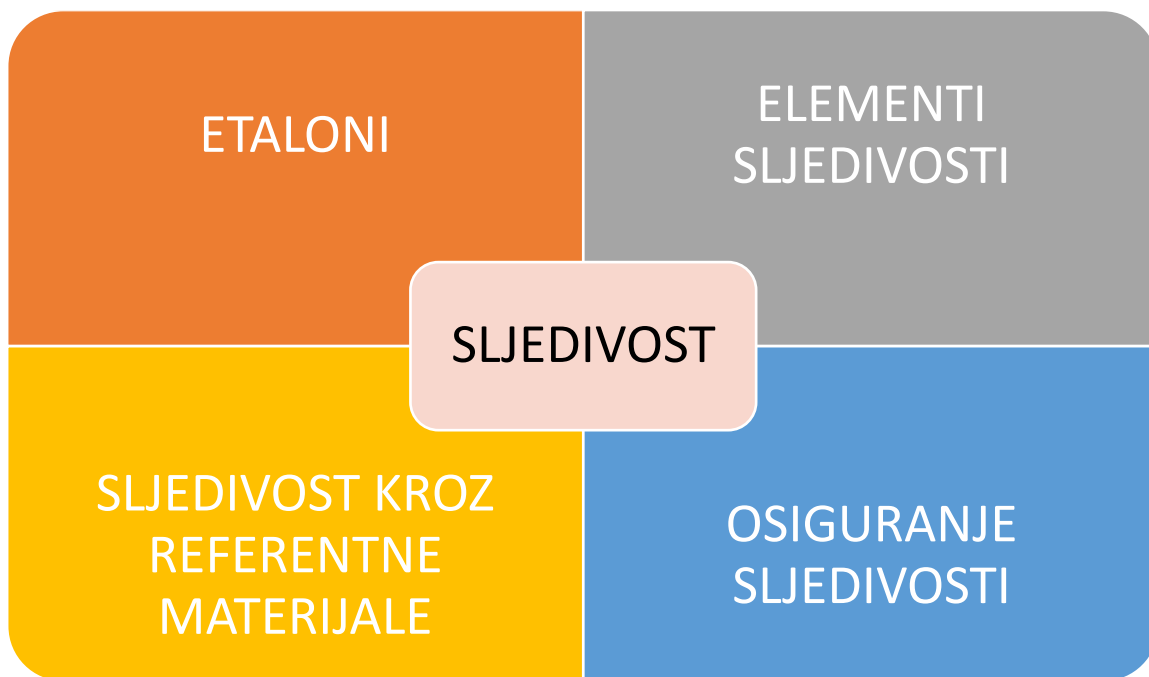 ETALONI
ELEMENTI
SLJEDIVOSTI
SLJEDIVOST
SLJEDIVOST KROZ
REFERENTNE
MATERIJALE
OSIGURANJE
SLJEDIVOSTI